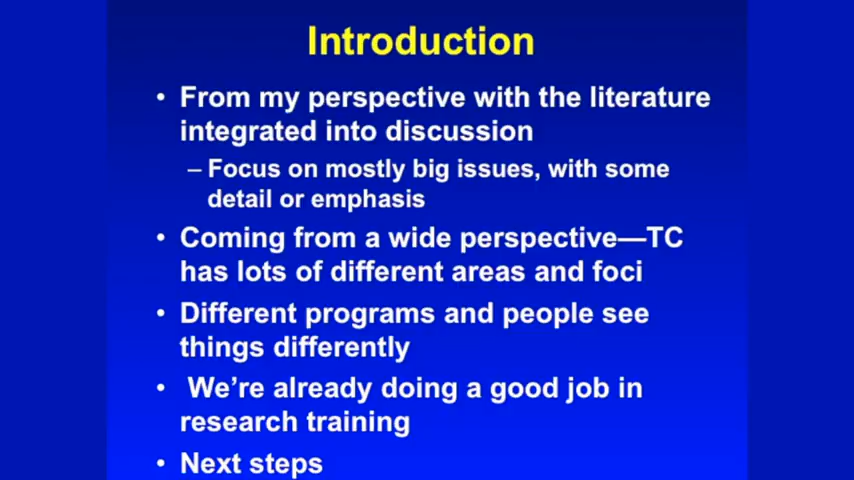 Introduction
• From my perspective with the literature
integrated into discussion
– Focus on mostly big issues, with some
detail or emphasis
• Coming from a wide perspective—TC
has lots of different areas and foci
• Different programs and people see
things differently
• We’re already doing a good job in
research training
• Next steps